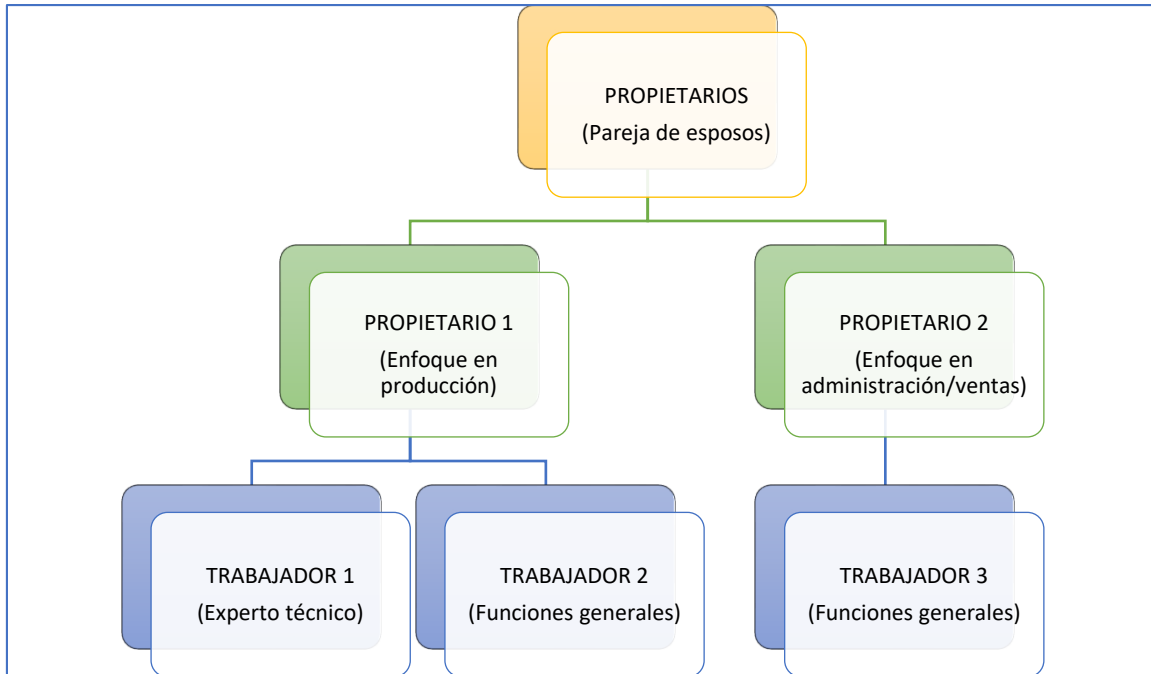 PROPIETARIOS
(Pareja de esposos)
PROPIETARIO 1
(Enfoque en
producción)
PROPIETARIO 2
(Enfoque en
administración/ventas)
TRABAJADOR 1
(Experto técnico)
TRABAJADOR 2
(Funciones generales)
TRABAJADOR 3
(Funciones generales)